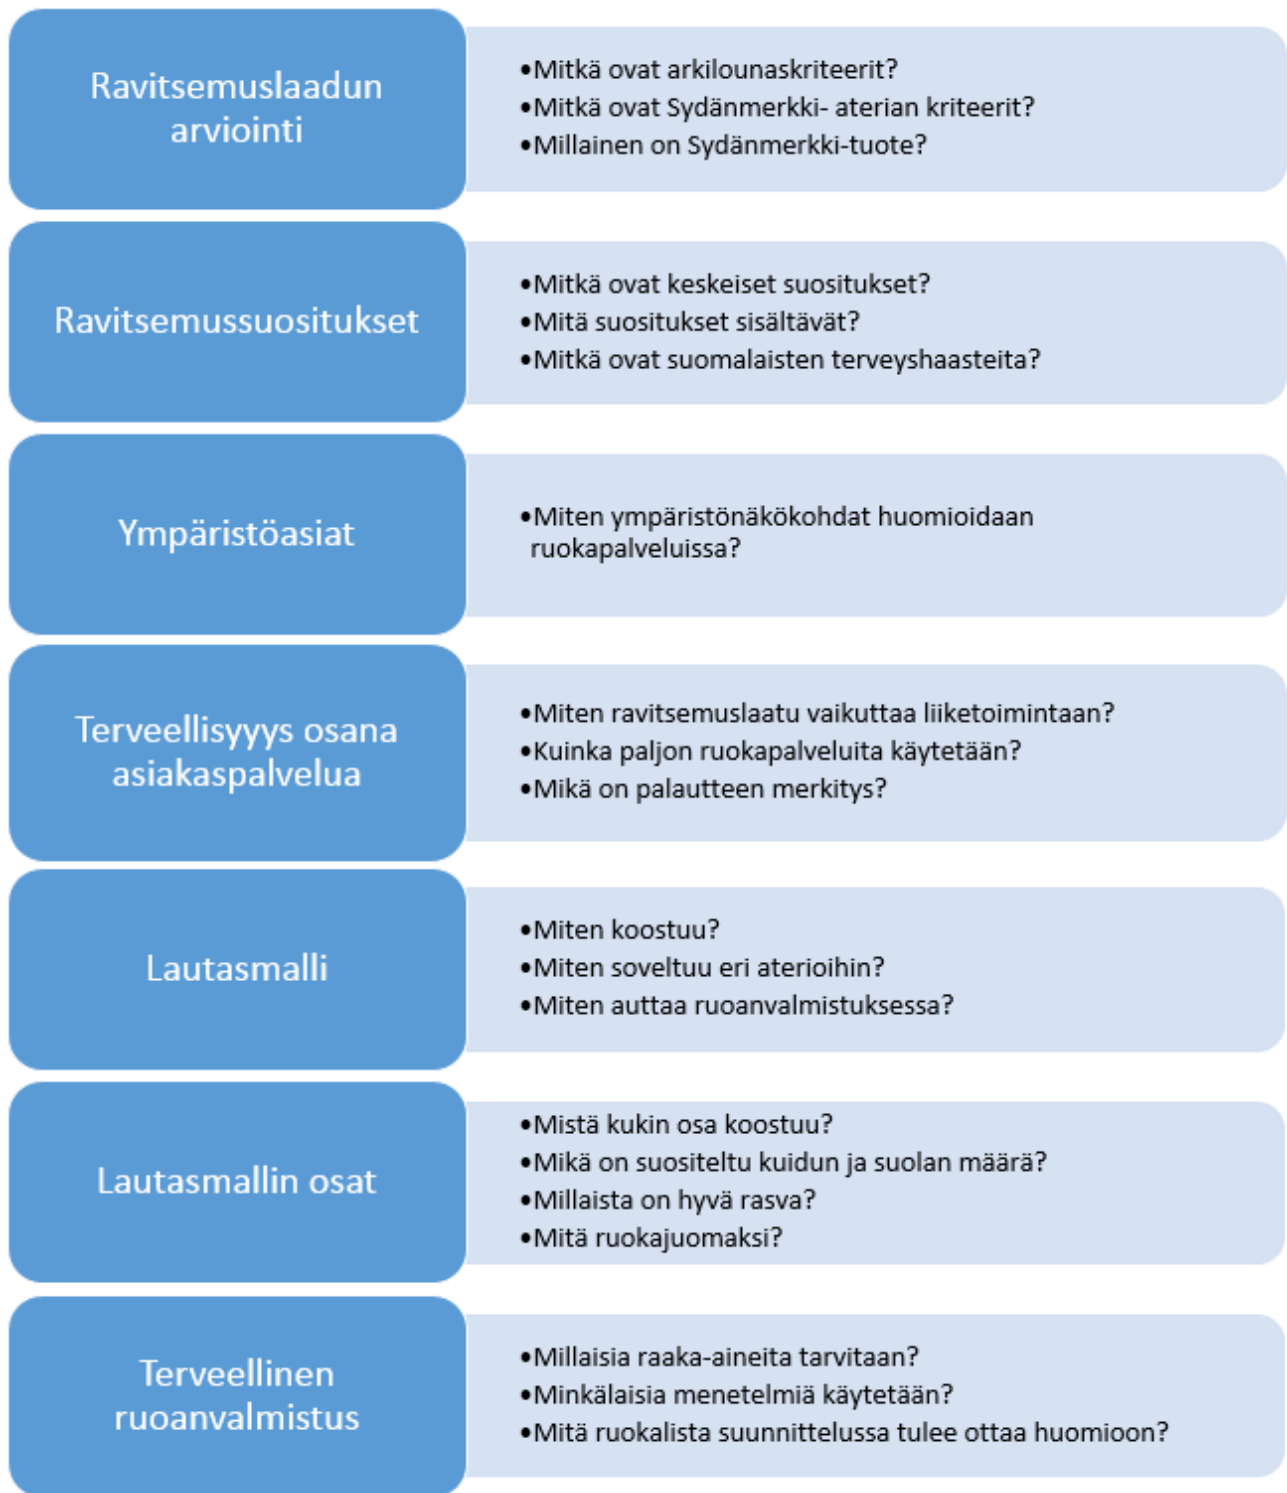 Ravitsemuslaadun
arviointi
•Mitkä ovat arkilounaskriteerit?
•Mitkä ovat Sydänmerkki- aterian kriteerit?
•Millainen on Sydänmerkki-tuote?
Ravitsemussuositukset
•Mitkä ovat keskeiset suositukset?
•Mitä suositukset sisältävät?
•Mitkä ovat suomalaisten terveyshaasteita?
Ympäristöasiat
•Miten ympäristönäkökohdat huomioidaan
ruokapalveluissa?
Terveellisyyys osana
asiakaspalvelua
•Miten ravitsemuslaatu vaikuttaa liiketoimintaan?
•Kuinka paljon ruokapalveluita käytetään?
•Mikä on palautteen merkitys?
Lautasmalli
•Miten koostuu?
•Miten soveltuu eri aterioihin?
•Miten auttaa ruoanvalmistuksessa?
Lautasmallin osat
•Mistä kukin osa koostuu?
•Mikä on suositeltu kuidun ja suolan määrä?
•Millaista on hyvä rasva?
•Mitä ruokajuomaksi?
Terveellinen
ruoanvalmistus
•Millaisia raaka-aineita tarvitaan?
•Minkälaisia menetelmiä käytetään?
•Mitä ruokalista suunnittelussa tulee ottaa huomioon?